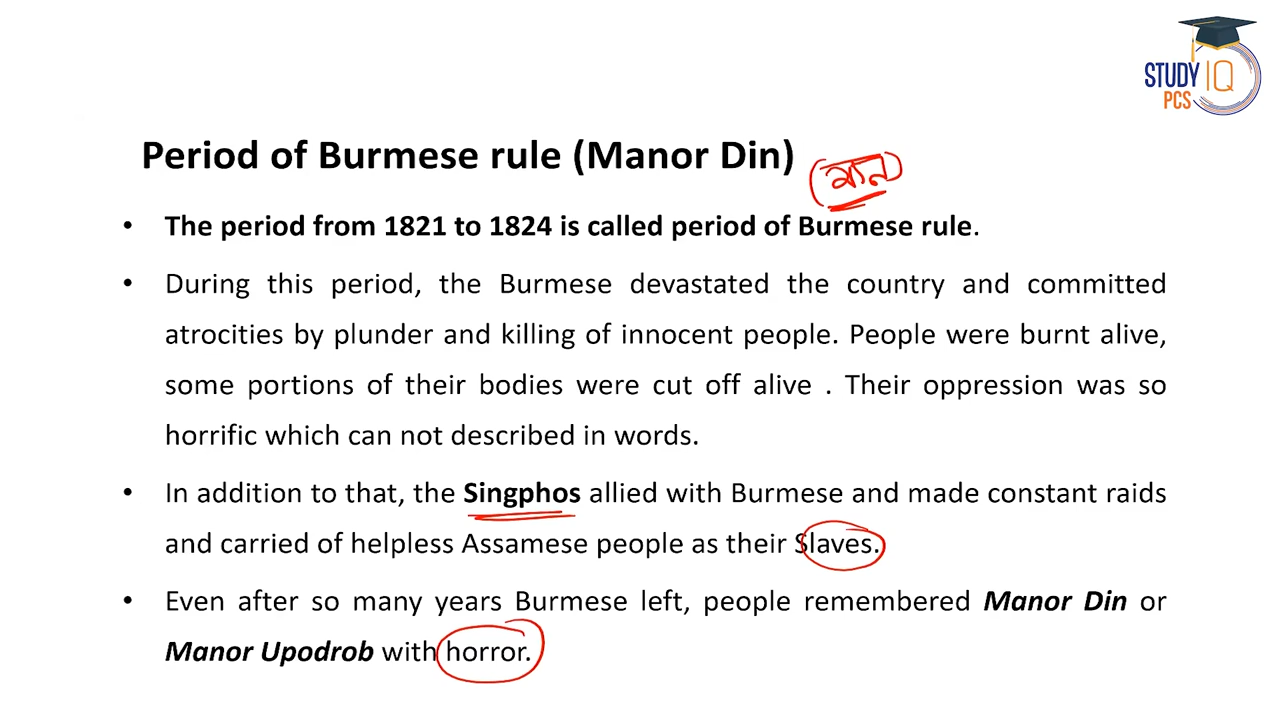 STUDY IQ
PCS
Period of Burmese rule (Manor Din)
(মান)
• The period from 1821 to 1824 is called period of Burmese rule.
• During this period, the Burmese devastated the country and committed
atrocities by plunder and killing of innocent people. People were burnt alive,
some portions of their bodies were cut off alive . Their oppression was so
horrific which can not described in words.
• In addition to that, the Singphos allied with Burmese and made constant raids
and carried of helpless Assamese people as their Slaves.
• Even after so many years Burmese left, people remembered Manor Din or
Manor Upodrob with horror.